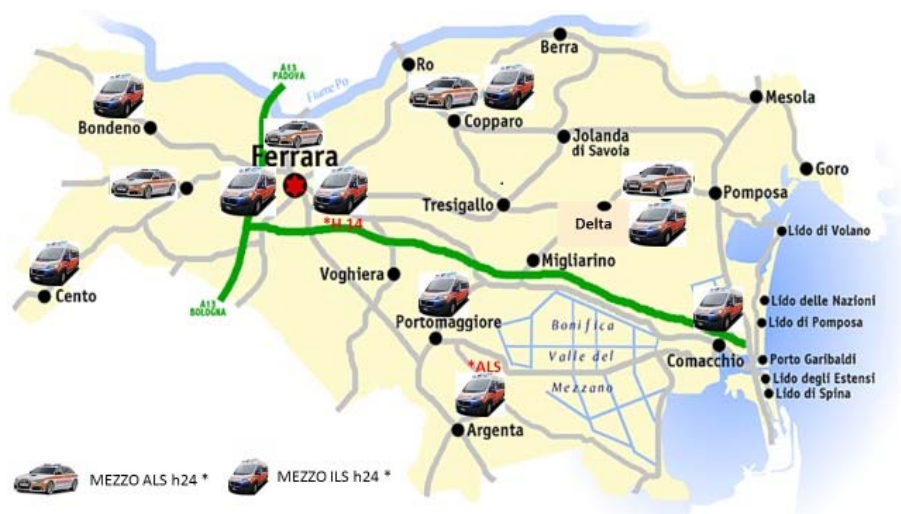 Berra
Ro
A13
PADOVA
Fiume Po
Mesola
Copparo
Bondeno
Jolanda
di Savoia
Ferrara
Goro
Pomposa
Tresigallo
*H 14
Delta
Lido di Volano
Migliarino
Voghiera
Cento
Lido delle Nazioni
A13
BOLOGNA
Portomaggiore
Bonifica
Lido di Pomposa
Valle del
Comacchio
Porto Garibaldi
*ALS
Mezzano
Lido degli Estensi
Lido di Spina
Argenta
MEZZO ALS h24 *
MEZZO ILS h24 *